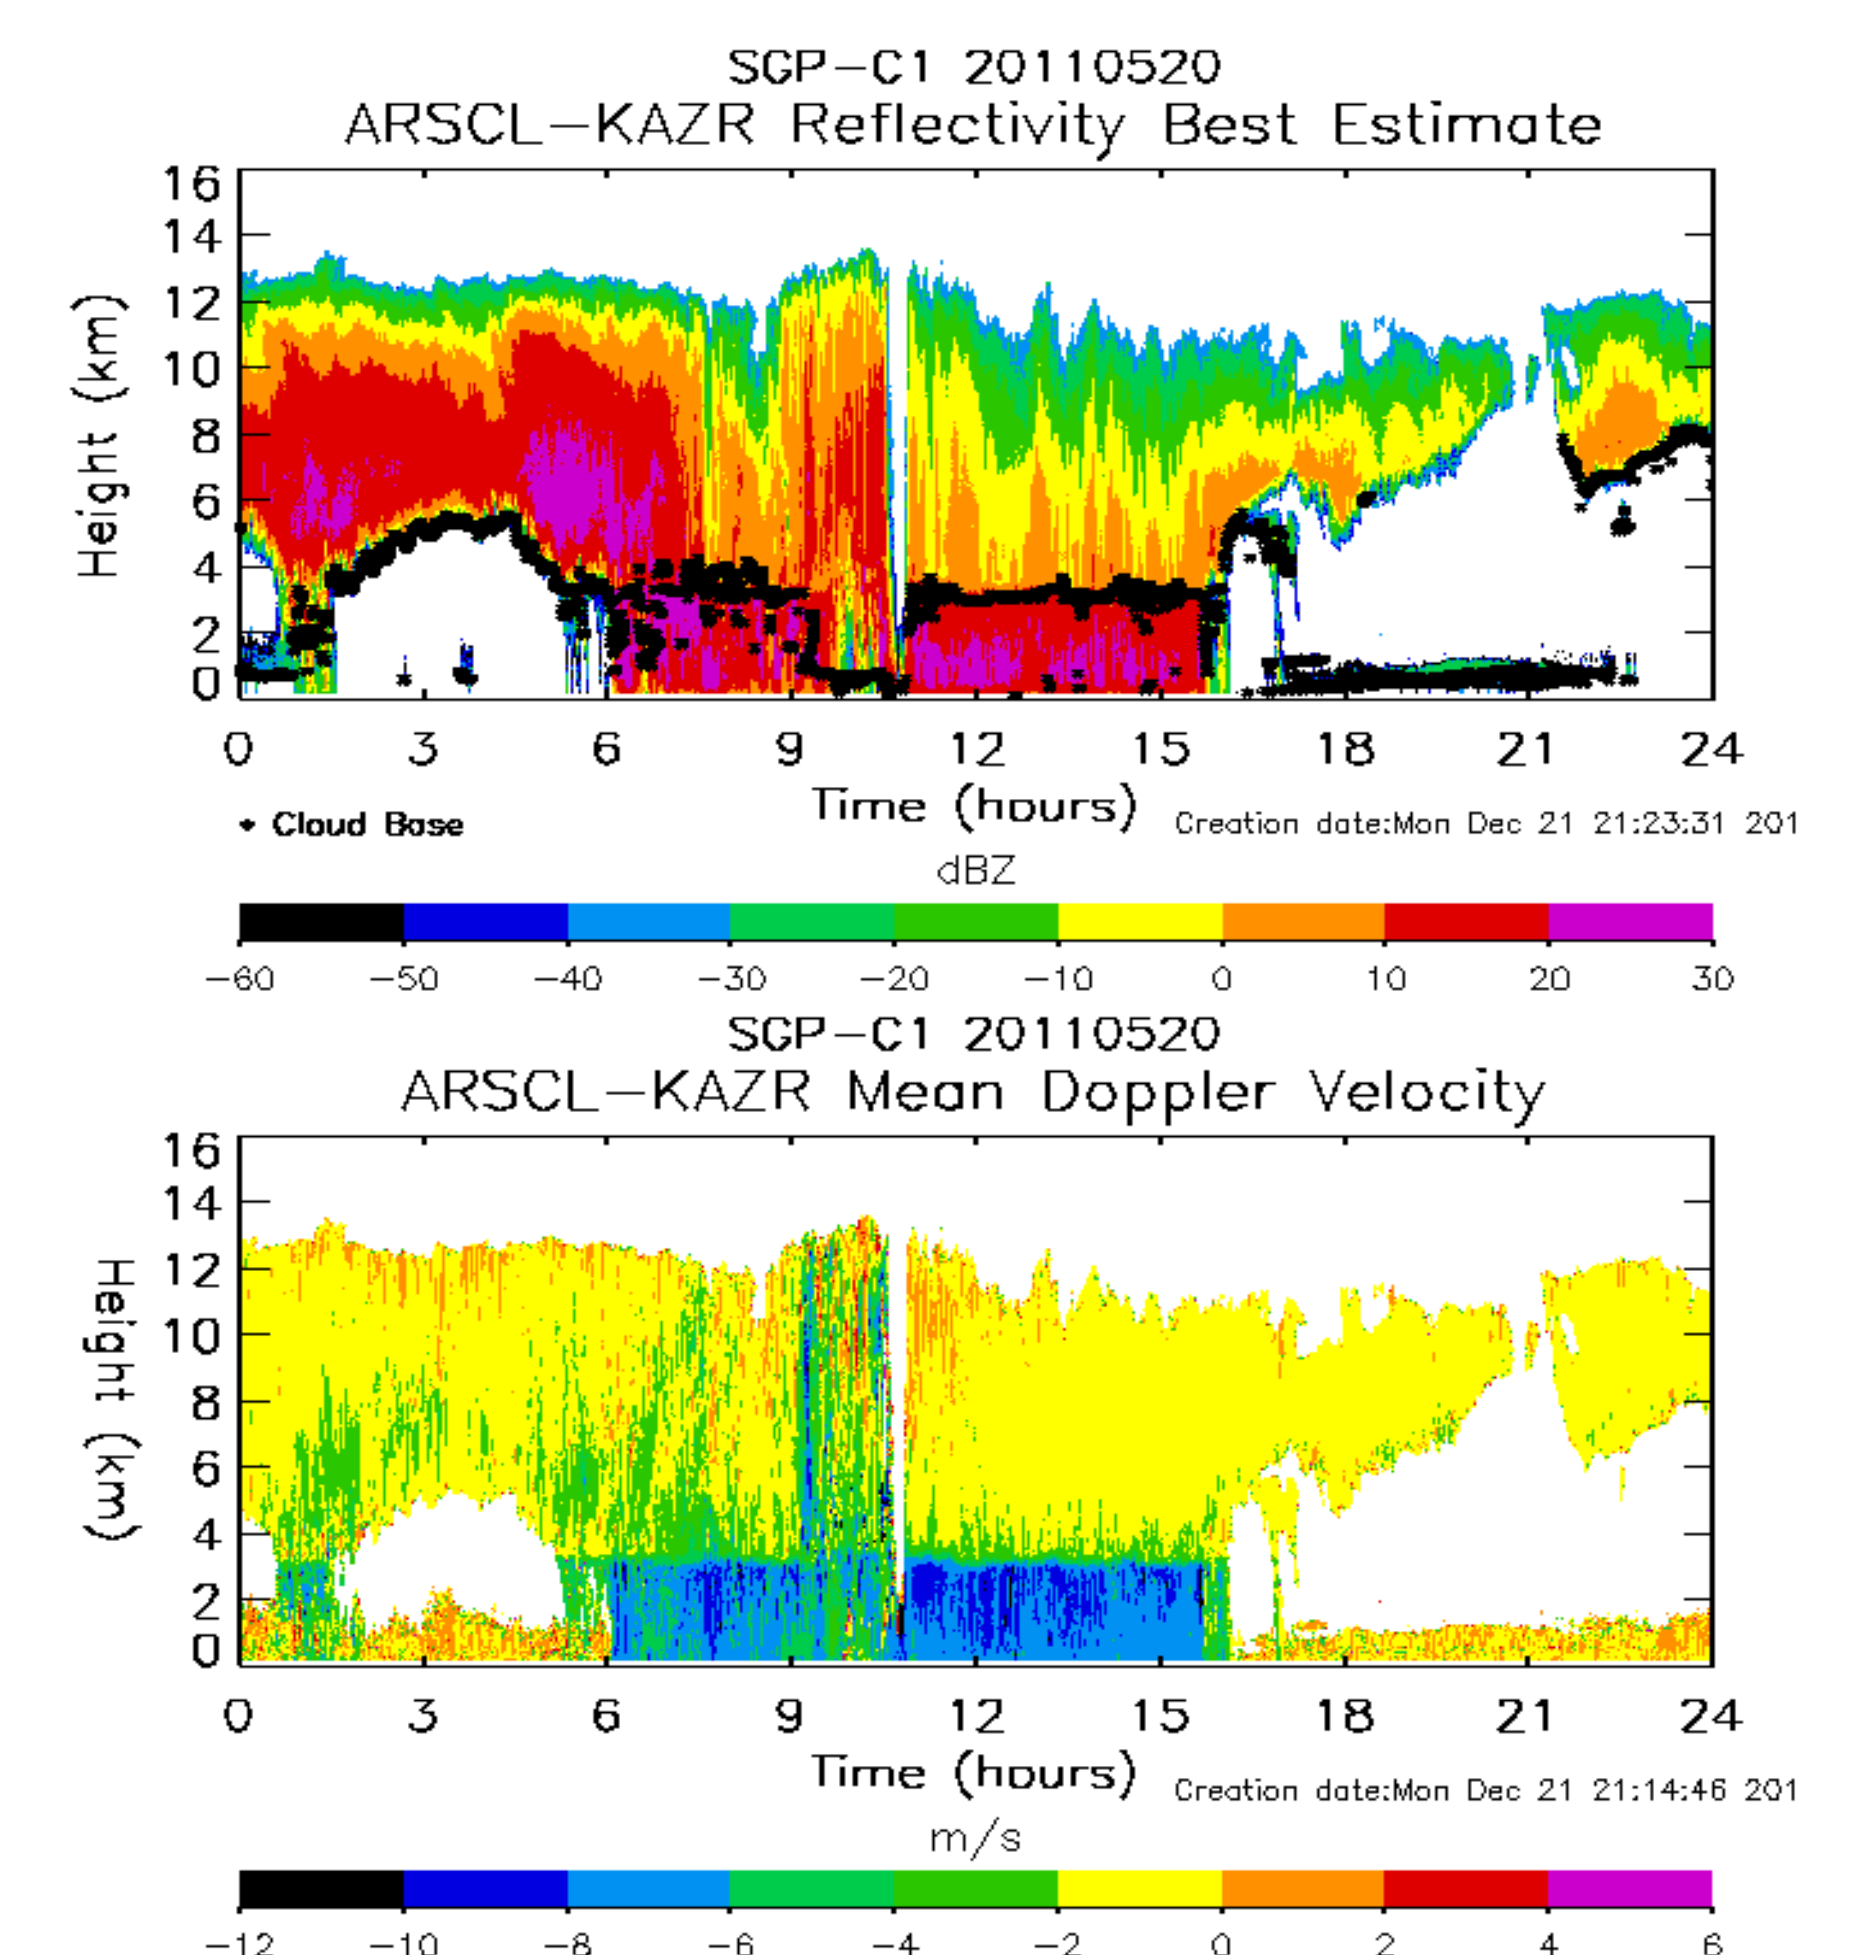 SGP-C1 20110520
ARSCL-KAZR Reflectivity Best Estimate
16
14
12
10
8
6
4
2
0
Height (km)
0 3 6 9 12 15 18 21 24
Time (hours)
Cloud Base
Creation date:Mon Dec 21 21:23:31 201
dBZ
-60 -50 -40 -30 -20 -10 0 10 20 30
SGP-C1 20110520
ARSCL-KAZR Mean Doppler Velocity
16
14
12
10
8
6
4
2
0
Height (km)
0 3 6 9 12 15 18 21 24
Time (hours)
Creation date:Mon Dec 21 21:14:46 201
m/s
-12 -10 -8 -6 -4 -2 0 2 4 6